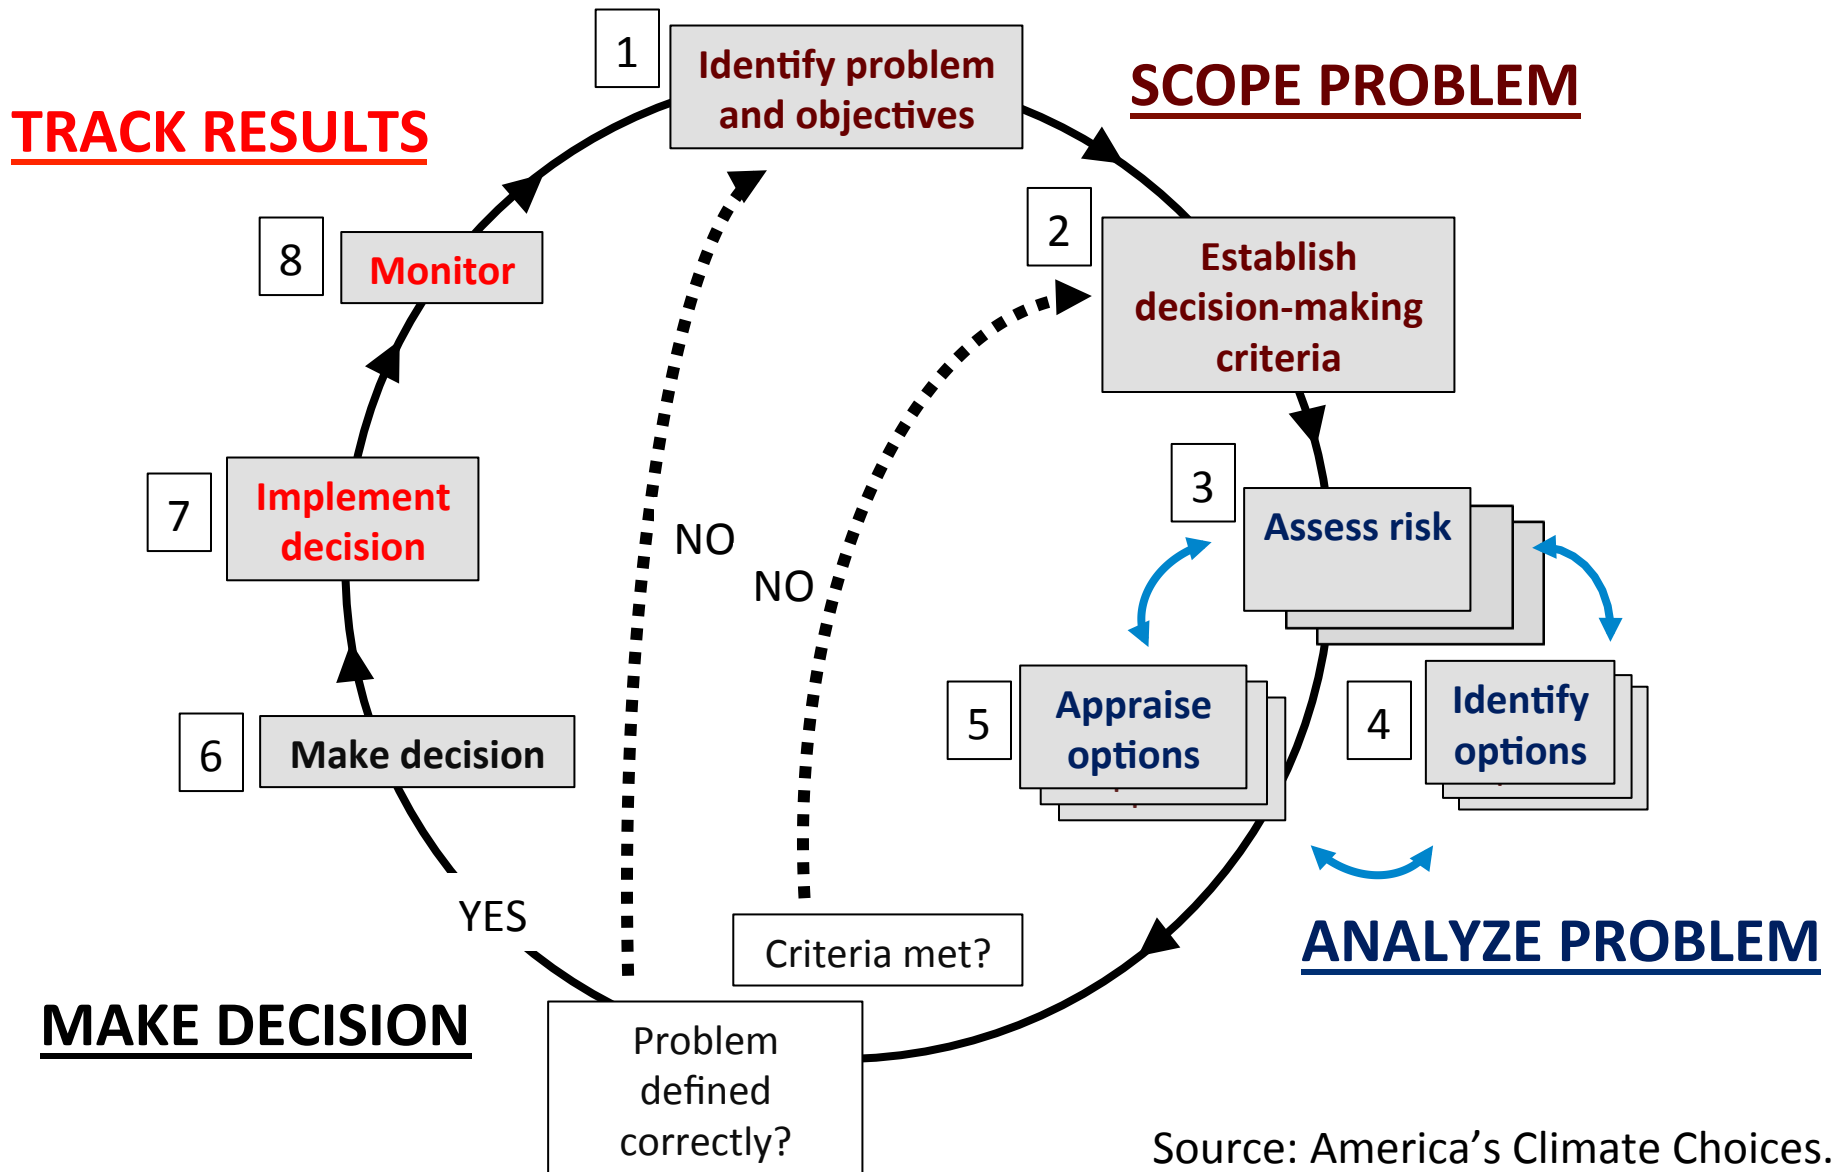 1
Identify problem
and objectives
SCOPE PROBLEM
TRACK RESULTS
2
Establish
decision-making
criteria
8
Monitor
3
Assess risk
7
Implement
decision
NO
NO
5
Appraise
options
4
Identify
options
6
Make decision
YES
Criteria met?
ANALYZE PROBLEM
MAKE DECISION
Problem
defined
correctly?
Source: America’s Climate Choices.